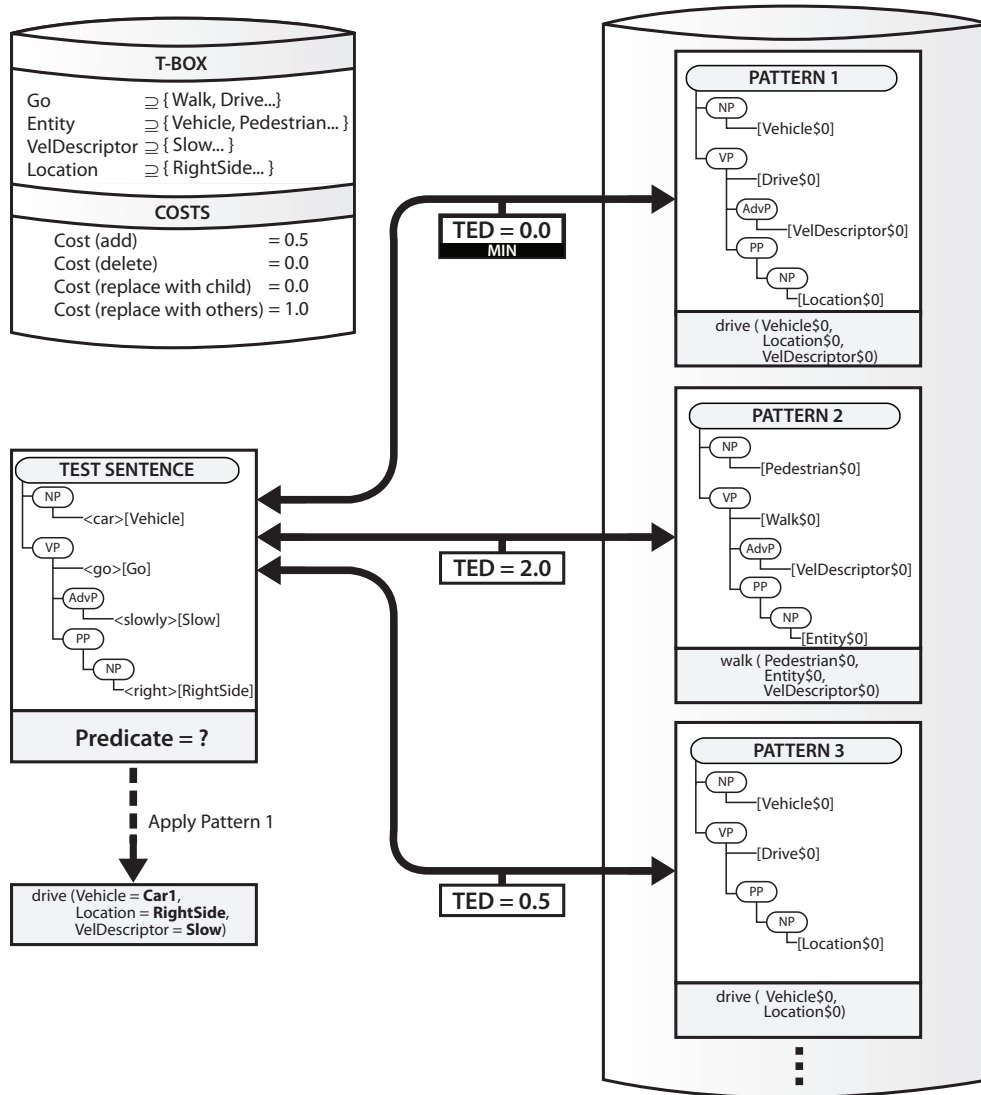 T-BOX
Go ⊇ { Walk, Drive...}
Entity ⊇ { Vehicle, Pedestrian... }
VelDescriptor ⊇ { Slow... }
Location ⊇ { RightSide... }
COSTS
Cost (add) = 0.5
Cost (delete) = 0.0
Cost (replace with child) = 0.0
Cost (replace with others) = 1.0
TEST SENTENCE
NP
<car>[Vehicle]
VP
<go>[Go]
AdvP
<slowly>[Slow]
PP
NP
<right>[RightSide]
Predicate = ?
Apply Pattern 1
drive (Vehicle = Car1,
Location = RightSide,
VelDescriptor = Slow)
TED = 0.0
MIN
TED = 2.0
TED = 0.5
PATTERN 1
NP
[Vehicle$0]
VP
[Drive$0]
AdvP
[VelDescriptor$0]
PP
NP
[Location$0]
drive ( Vehicle$0,
Location$0,
VelDescriptor$0)
PATTERN 2
NP
[Pedestrian$0]
VP
[Walk$0]
AdvP
[VelDescriptor$0]
PP
NP
[Entity$0]
walk ( Pedestrian$0,
Entity$0,
VelDescriptor$0)
PATTERN 3
NP
[Vehicle$0]
VP
[Drive$0]
PP
NP
[Location$0]
drive ( Vehicle$0,
Location$0)